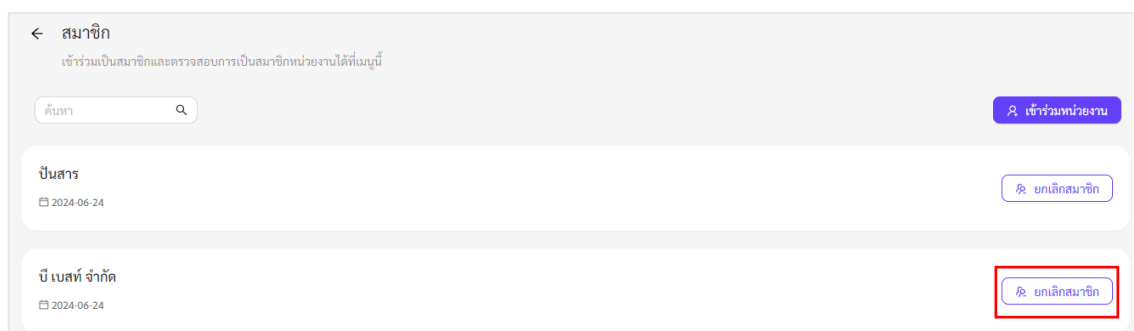 สมาชิก
เข้าร่วมเป็นสมาชิกและตรวจสอบการเป็นสมาชิกหน่วยงานได้ที่เมนูนี้
ค้นหา
เข้าร่วมหน่วยงาน
ปันสาร
ยกเลิกสมาชิก
2024-06-24
บี เบสท์ จำกัด
ยกเลิกสมาชิก
2024-06-24